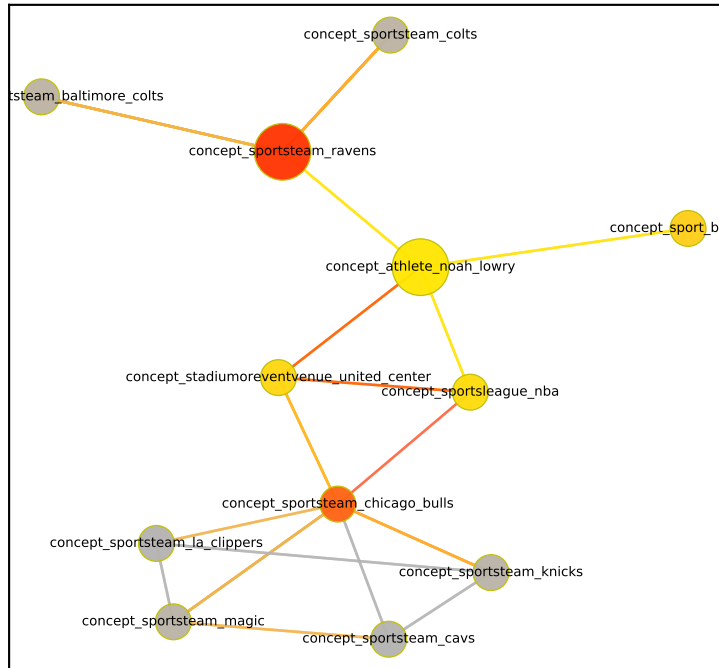 concept_sportsteam_colts
tsteam_baltimore_colts
concept_sportsteam_ravens
concept_sport_b
concept_athlete_noah_lowry
concept_stadiumoreventvenue_united_center
concept_sportsleague_nba
concept_sportsteam_chicago_bulls
concept_sportsteam_la_clippers
concept_sportsteam_knicks
concept_sportsteam_magic
concept_sportsteam_cavs